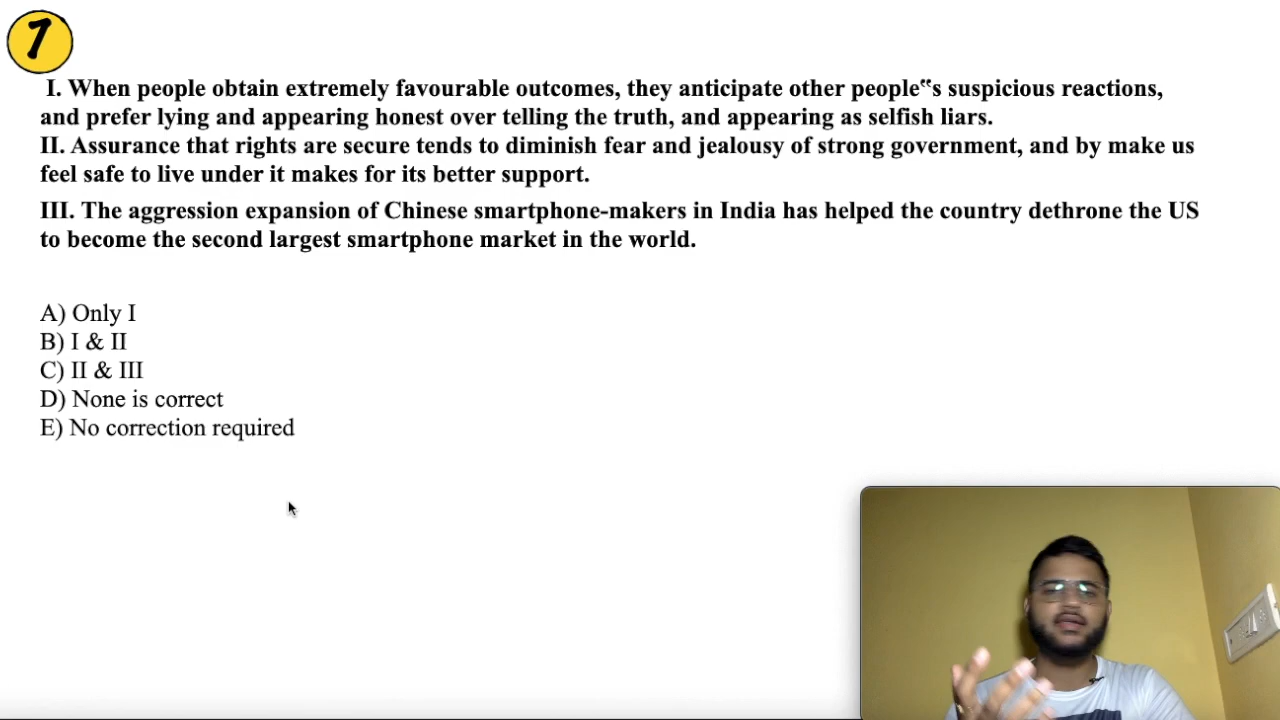 7
I. When people obtain extremely favourable outcomes, they anticipate other people‟s suspicious reactions,
and prefer lying and appearing honest over telling the truth, and appearing as selfish liars.
II. Assurance that rights are secure tends to diminish fear and jealousy of strong government, and by make us
feel safe to live under it makes for its better support.
III. The aggression expansion of Chinese smartphone-makers in India has helped the country dethrone the US
to become the second largest smartphone market in the world.
A) Only I
B) I & II
C) II & III
D) None is correct
E) No correction required